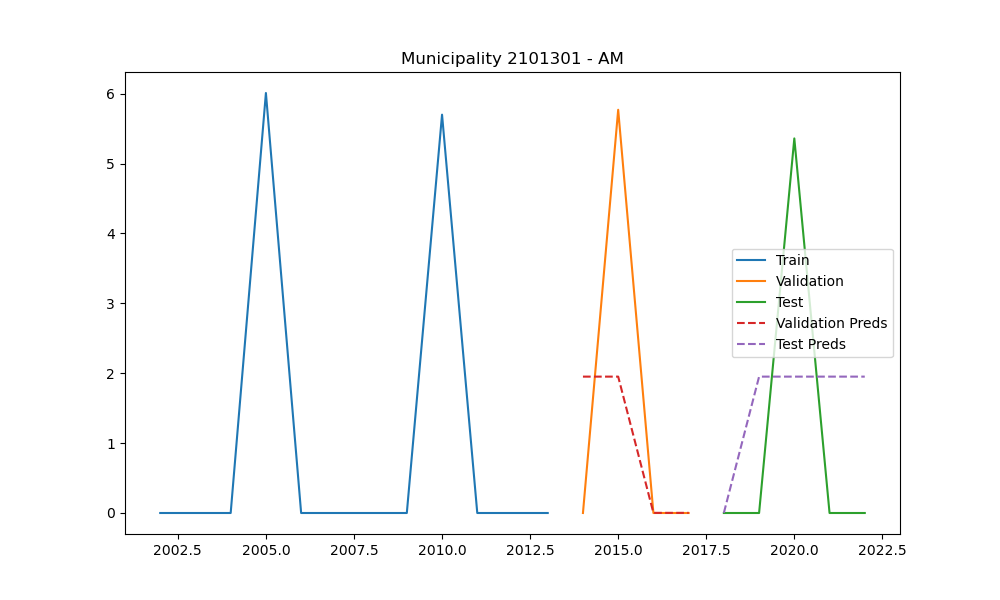 Municipality 2101301 - AM
6
5
4
3
2
1
0
Train
Validation
Test
Validation Preds
Test Preds
2002.5 2005.0 2007.5 2010.0 2012.5 2015.0 2017.5 2020.0 2022.5